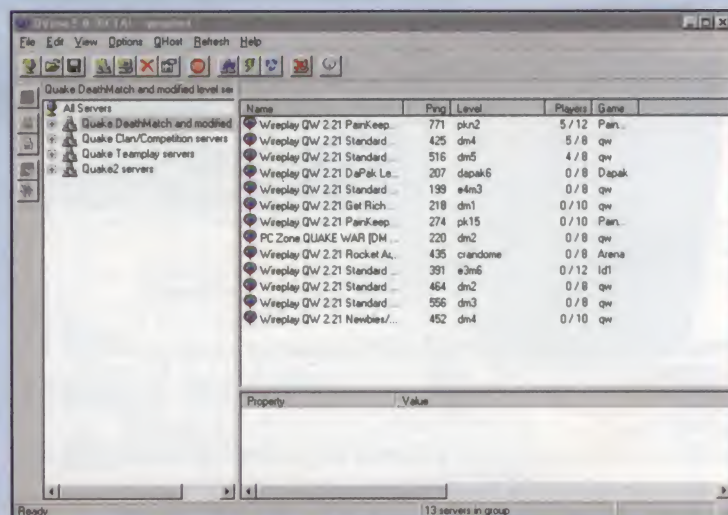 File Edit View Options QHost Refresh Help
Quake DeathMatch and modified level ser
All Servers
Quake DeathMatch and modified
Quake Clan/Competition servers
Quake Teamplay servers
Quake2 servers
Name Ping Level Players Game
Wireplay QW 2.21 PainKeep... 771 pkn2 5 / 12 Pain...
Wireplay QW 2.21 Standard ... 425 dm4 5 / 8 qw
Wireplay QW 2.21 Standard ... 516 dm5 4 / 8 qw
Wireplay QW 2.21 DaPak Le... 207 dapak6 0 / 8 Dapak
Wireplay QW 2.21 Standard ... 199 e4m3 0 / 8 qw
Wireplay QW 2.21 Get Rich ... 218 dm1 0 / 10 qw
Wireplay QW 2.21 PainKeep... 274 pk15 0 / 10 Pain...
PC Zone QUAKE WAR [DM ... 220 dm2 0 / 8 qw
Wireplay QW 2.21 Rocket Ar... 435 crandome 0 / 8 Arena
Wireplay QW 2.21 Standard ... 391 e3m6 0 / 12 Id1
Wireplay QW 2.21 Standard ... 464 dm2 0 / 8 qw
Wireplay QW 2.21 Standard ... 556 dm3 0 / 8 qw
Wireplay QW 2.21 Newbies/... 452 dm4 0 / 10 qw
Property Value
Ready 13 servers in group